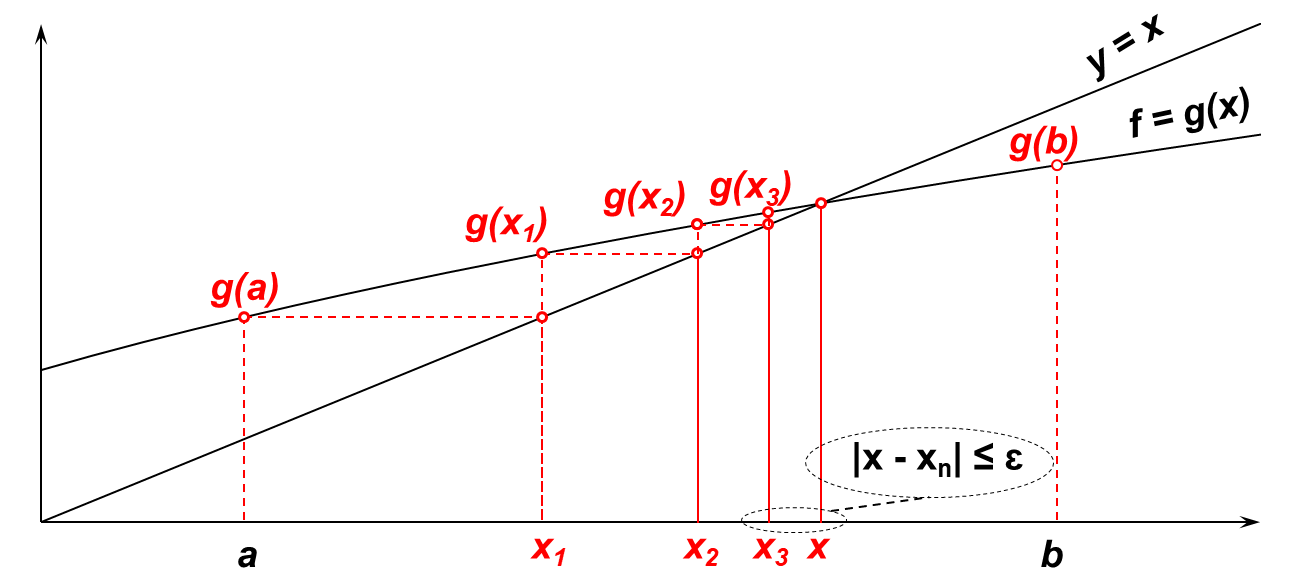 y = x
f = g(x)
g(b)
g(x₃)
g(x₂)
g(x₁)
g(a)
|x - xₙ| ≤ ε
a
x₁
x₂
x₃
x
b